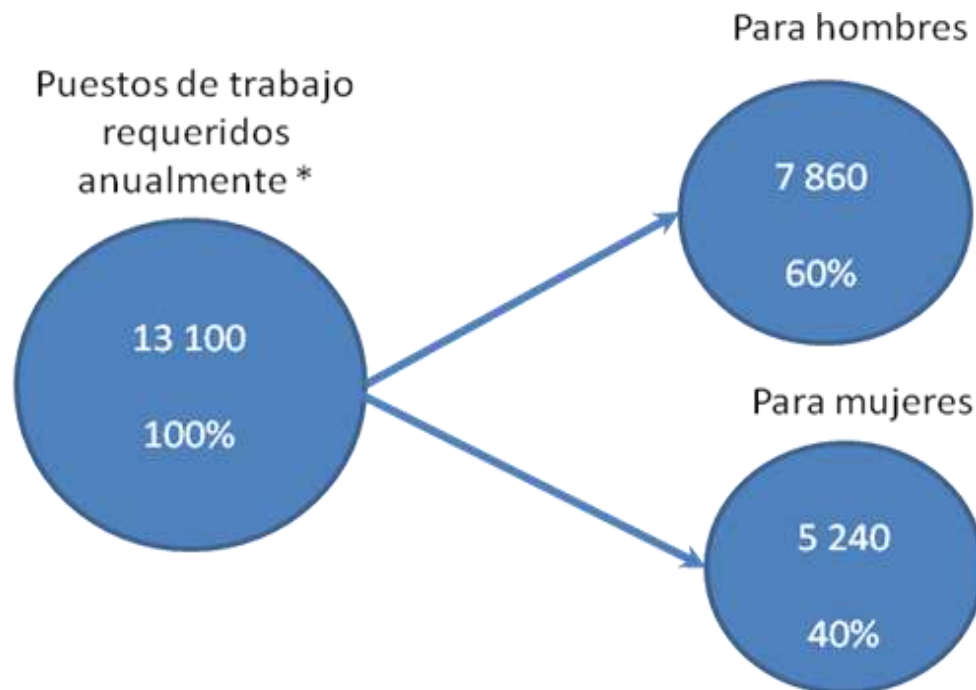 Puestos de trabajo
requeridos
anualmente *
13 100
100%
Para hombres
7 860
60%
Para mujeres
5 240
40%